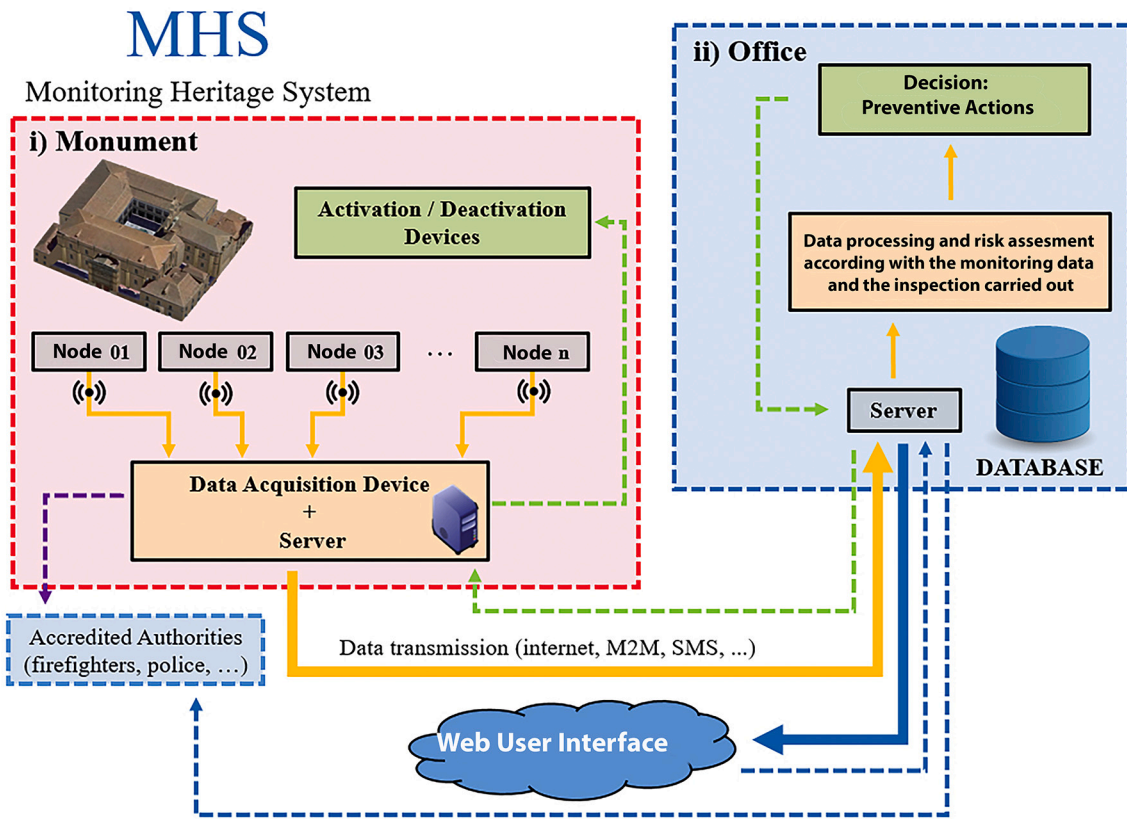 MHS
Monitoring Heritage System
i) Monument
Activation / Deactivation
Devices
Node 01
Node 02
Node 03
...
Node n
Data Acquisition Device
+
Server
Accredited Authorities
(firefighters, police, ...)
Data transmission (internet, M2M, SMS, ...)
Web User Interface
ii) Office
Decision:
Preventive Actions
Data processing and risk assesment
according with the monitoring data
and the inspection carried out
Server
DATABASE